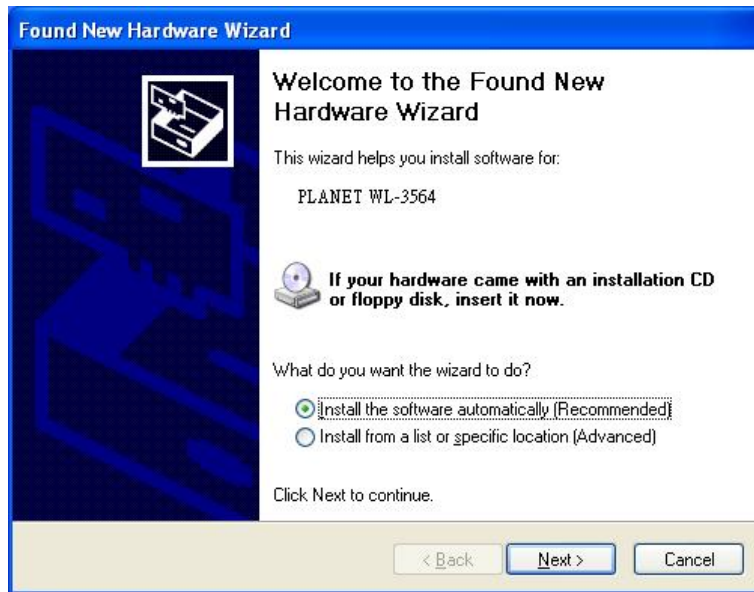 Found New Hardware Wizard
Welcome to the Found New
Hardware Wizard
This wizard helps you install software for:
PLANET WL-3564
If your hardware came with an installation CD
or floppy disk, insert it now.
What do you want the wizard to do?
Install the software automatically (Recommended)
Install from a list or specific location (Advanced)
Click Next to continue.
< Back
Next >
Cancel